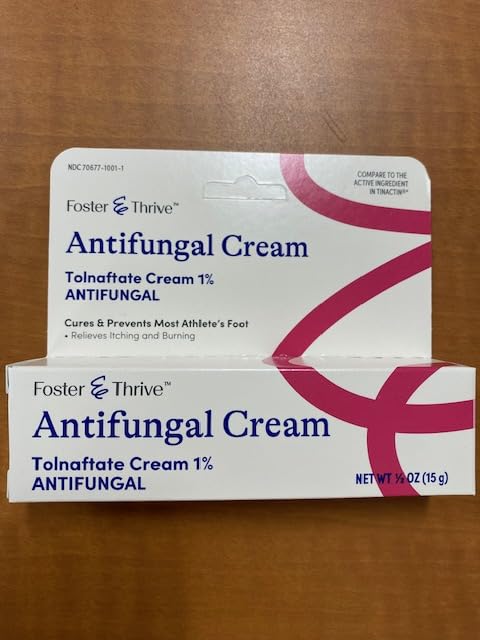 NDC 70677-1001-1
COMPARE TO THE
ACTIVE INGREDIENT
IN TINACTIN®*
Foster & Thrive™
Antifungal Cream
Tolnaftate Cream 1%
ANTIFUNGAL
Cures & Prevents Most Athlete's Foot
• Relieves Itching and Burning
Foster & Thrive™
Antifungal Cream
Tolnaftate Cream 1%
ANTIFUNGAL
NET WT ½ OZ (15 g)